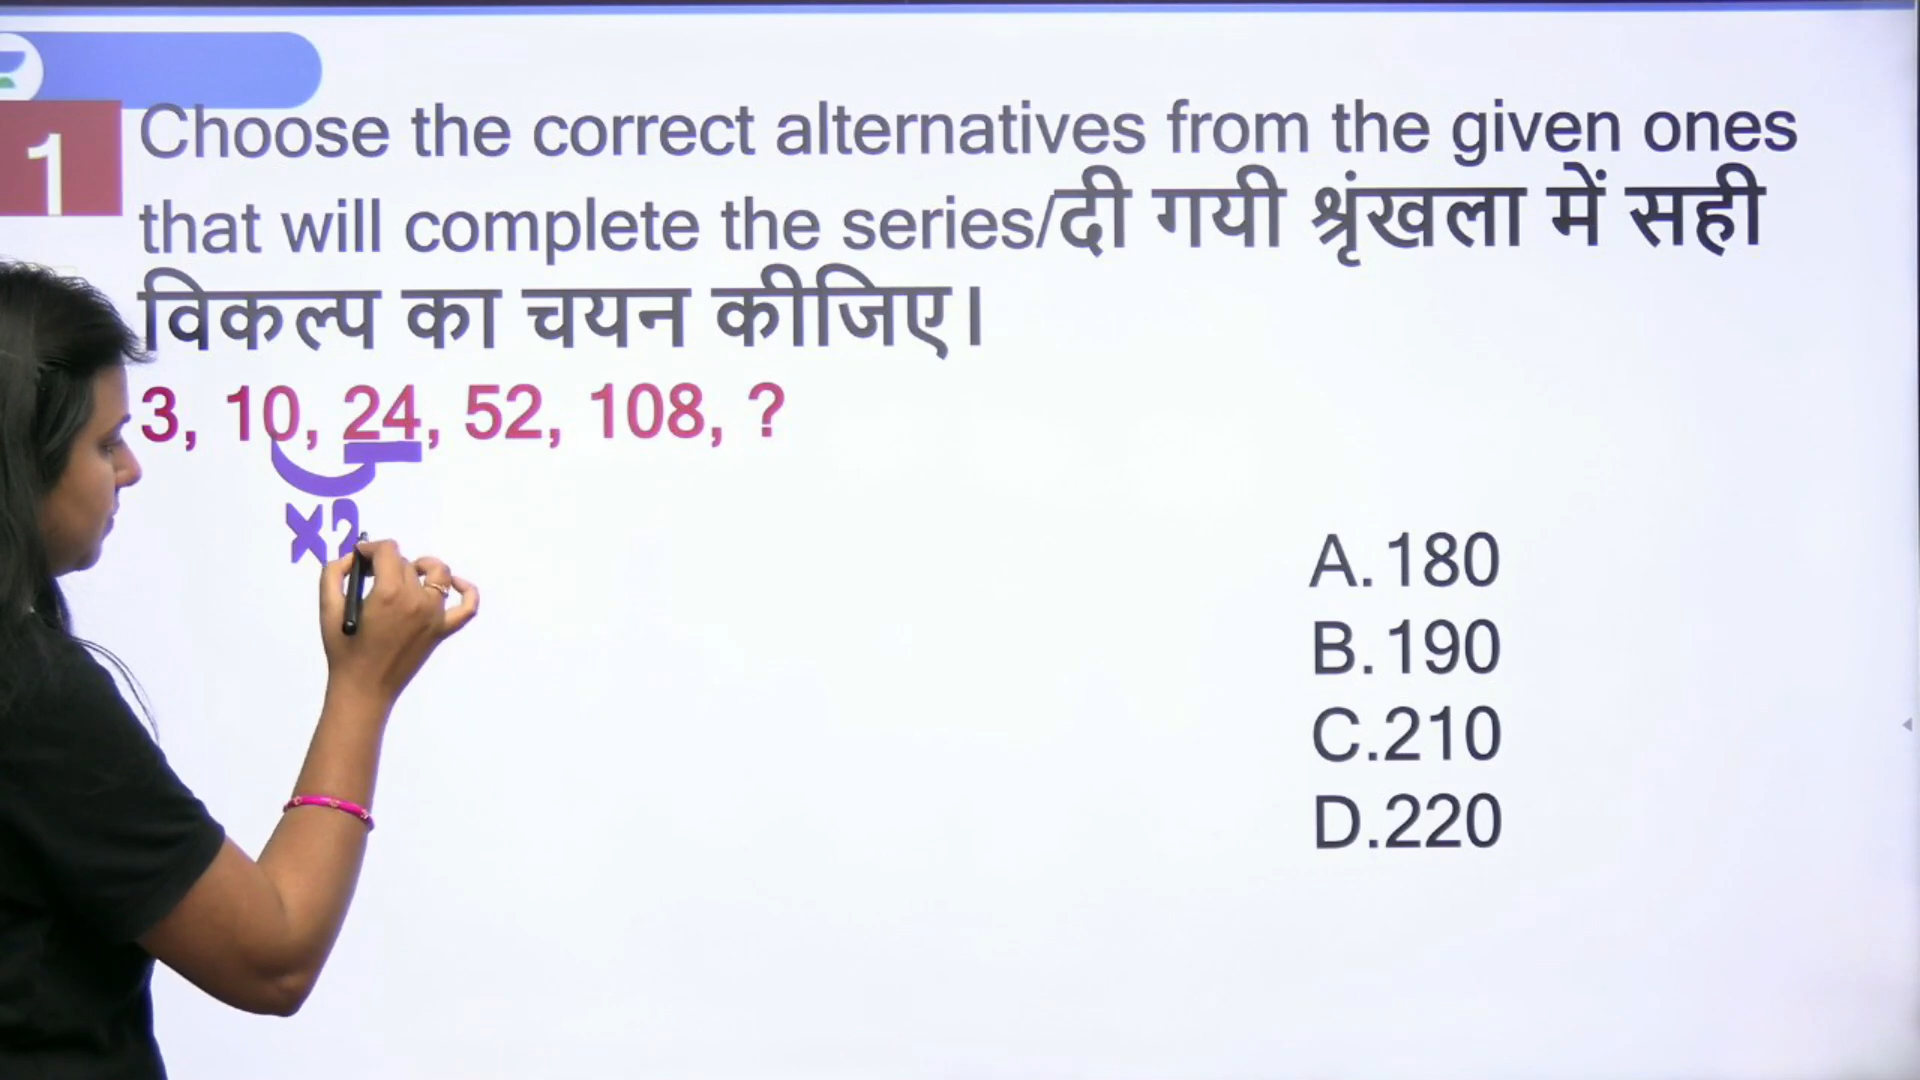 1
Choose the correct alternatives from the given ones
that will complete the series/दी गयी श्रृंखला में सही
विकल्प का चयन कीजिए।
3, 10, 24, 52, 108, ?
x2
A. 180
B. 190
C.210
D.220